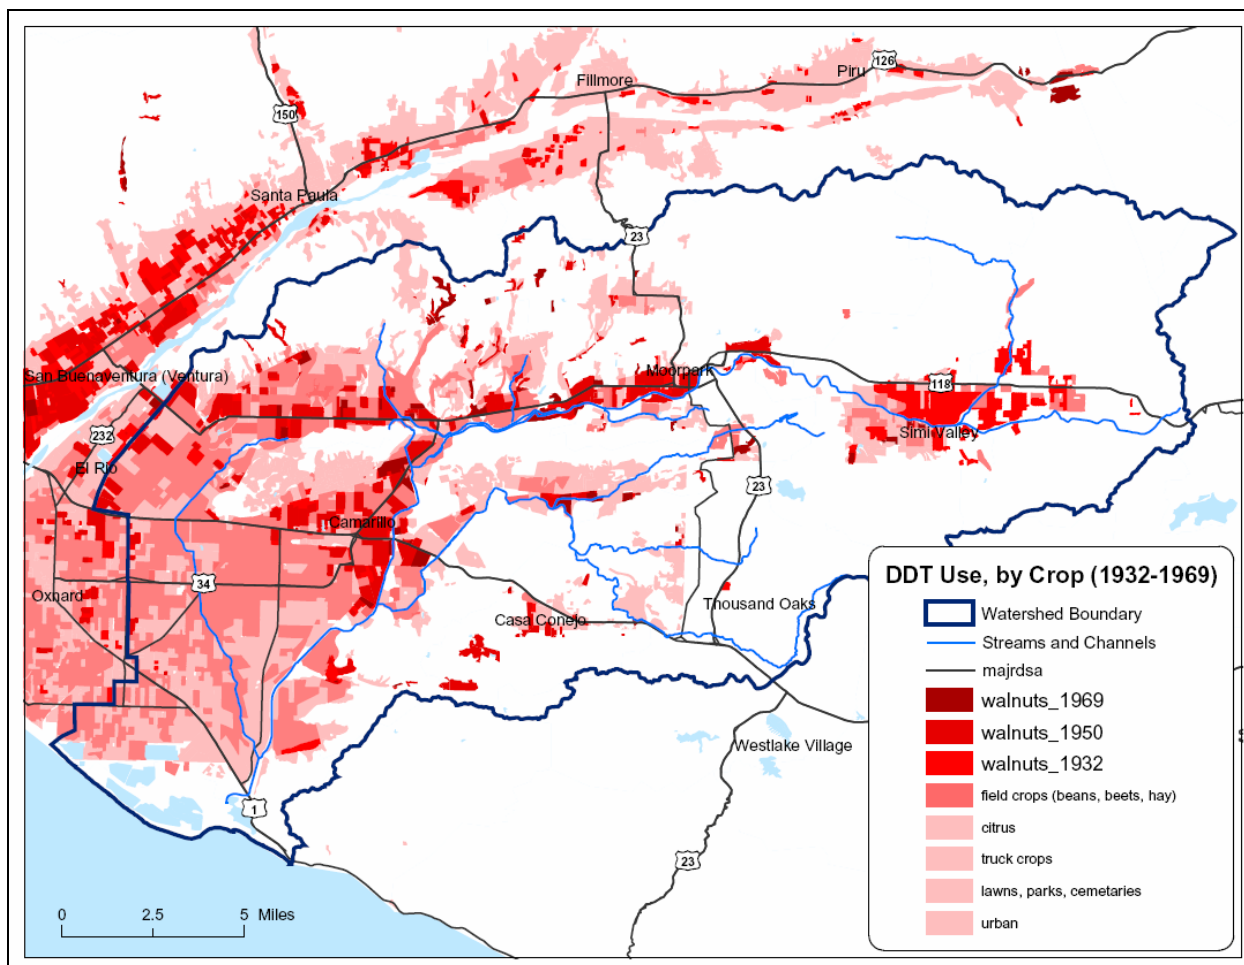 Piru
126
Fillmore
150
Santa Paula
23
San Buenaventura (Ventura)
Moorpark
118
232
Simi Valley
El Rio
23
Camarillo
34
Oxnard
Thousand Oaks
Casa Conejo
Westlake Village
S
1
23
0 2.5 5 Miles
DDT Use, by Crop (1932-1969)
Watershed Boundary
Streams and Channels
majrdsa
walnuts_1969
walnuts_1950
walnuts_1932
field crops (beans, beets, hay)
citrus
truck crops
lawns, parks, cemetaries
urban